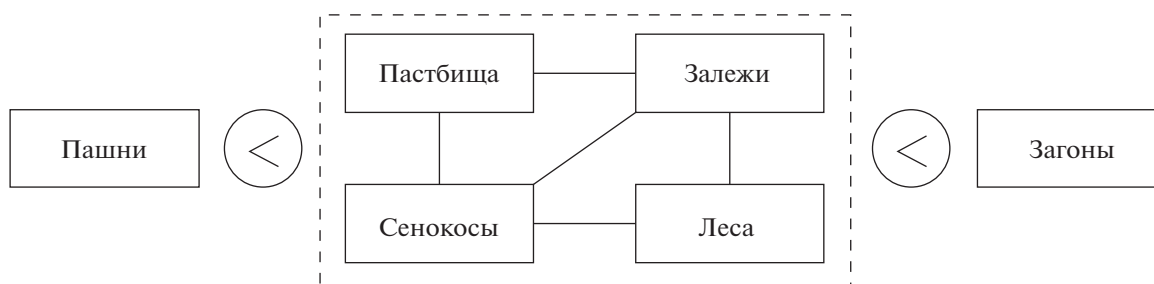 Пастбища
Залежи
Пашни
<
<
Загоны
Сенокосы
Леса